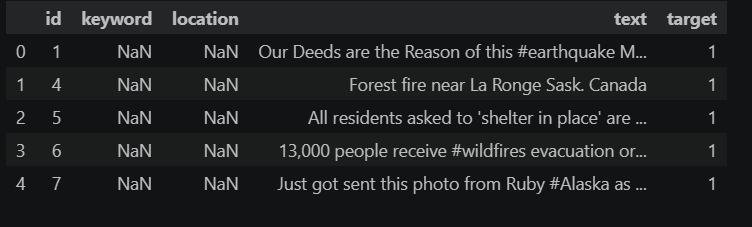 id keyword location text target
0 1 NaN NaN Our Deeds are the Reason of this #earthquake M... 1
1 4 NaN NaN Forest fire near La Ronge Sask. Canada 1
2 5 NaN NaN All residents asked to 'shelter in place' are ... 1
3 6 NaN NaN 13,000 people receive #wildfires evacuation or... 1
4 7 NaN NaN Just got sent this photo from Ruby #Alaska as ... 1